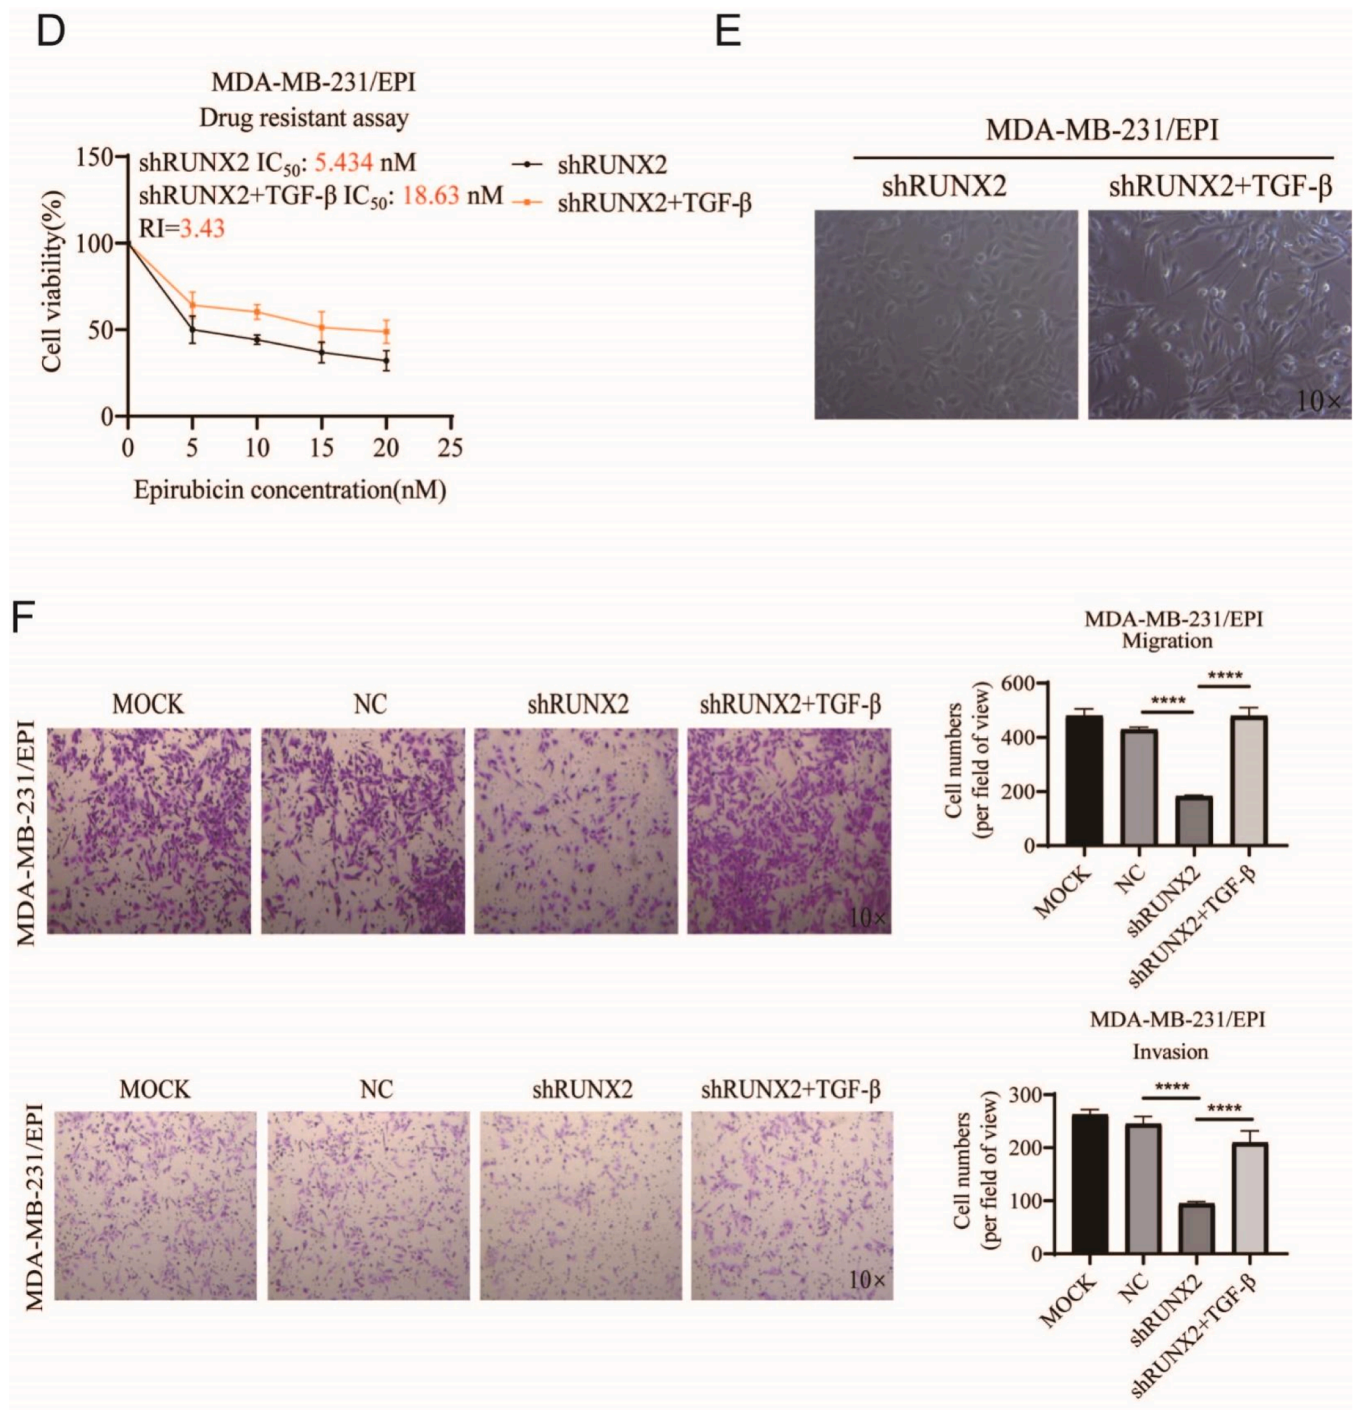 D
MDA-MB-231/EPI
Drug resistant assay
150
shRUNX2 IC₅₀: 5.434 nM
shRUNX2+TGF-β IC₅₀: 18.63 nM
RI=3.43
100
50
0
Cell viability(%)
0 5 10 15 20 25
Epirubicin concentration(nM)
shRUNX2
shRUNX2+TGF-β
E
MDA-MB-231/EPI
shRUNX2 shRUNX2+TGF-β
10×
F
MOCK NC shRUNX2 shRUNX2+TGF-β
MDA-MB-231/EPI
10×
MDA-MB-231/EPI
Migration
Cell numbers
(per field of view)
600
400
200
0
**** ****
MOCK
NC
shRUNX2
shRUNX2+TGF-β
MOCK NC shRUNX2 shRUNX2+TGF-β
MDA-MB-231/EPI
10×
MDA-MB-231/EPI
Invasion
Cell numbers
(per field of view)
300
200
100
0
**** ****
MOCK
NC
shRUNX2
shRUNX2+TGF-β